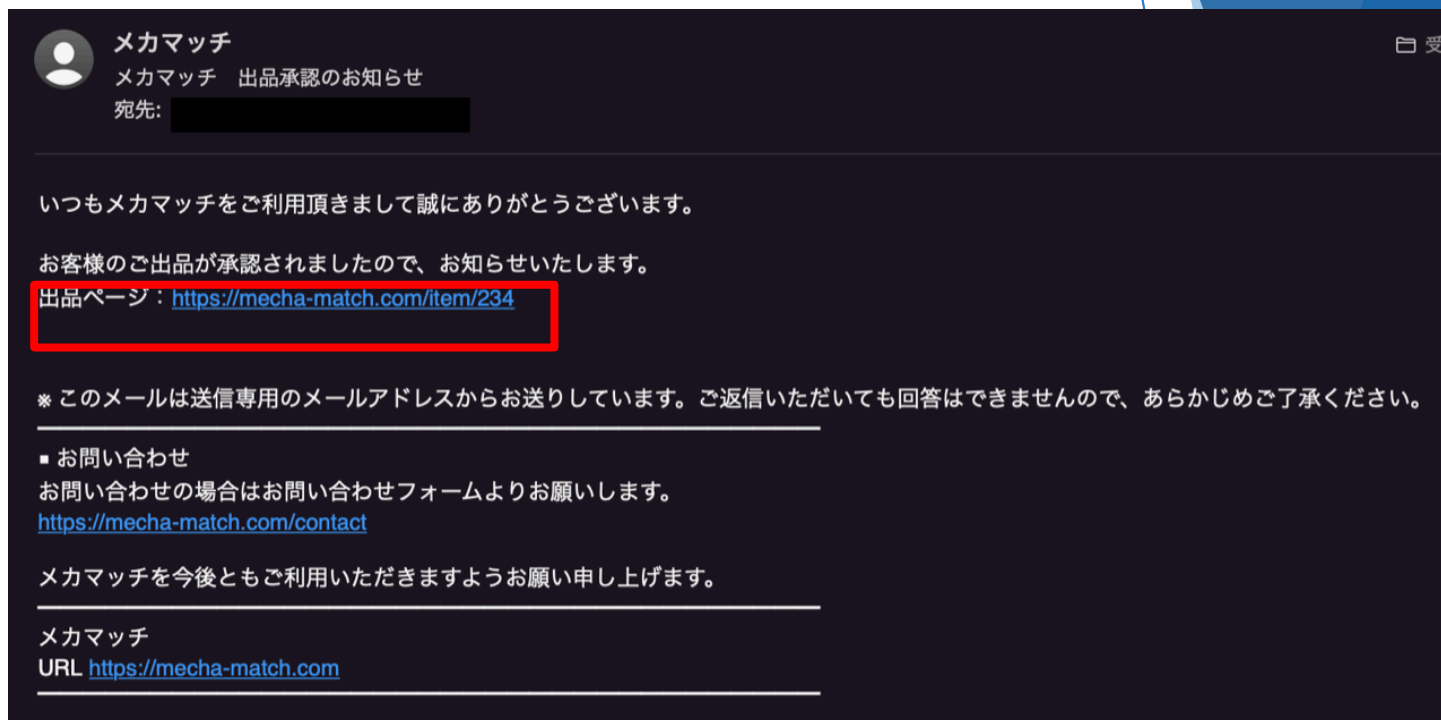 メカマッチ
受
メカマッチ　出品承認のお知らせ
宛先:
いつもメカマッチをご利用頂きまして誠にありがとうございます。
お客様のご出品が承認されましたので、お知らせいたします。
出品ページ：https://mecha-match.com/item/234
※ このメールは送信専用のメールアドレスからお送りしています。ご返信いただいても回答はできませんので、あらかじめご了承ください。
■ お問い合わせ
お問い合わせの場合はお問い合わせフォームよりお願いします。
https://mecha-match.com/contact
メカマッチを今後ともご利用いただきますようお願い申し上げます。
メカマッチ
URL https://mecha-match.com